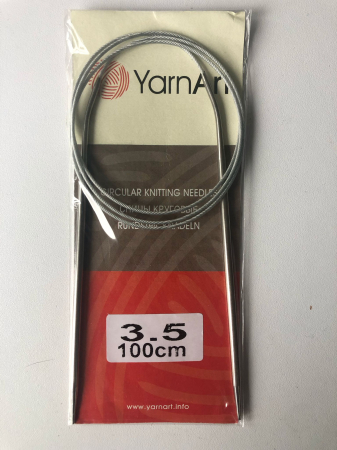 YarnArt
CIRCULAR KNITTING NEEDLES
СПИЦЫ КРУГОВЫЕ
RUNDSTRICKNADELN
3.5
100cm
www.yarnart.info